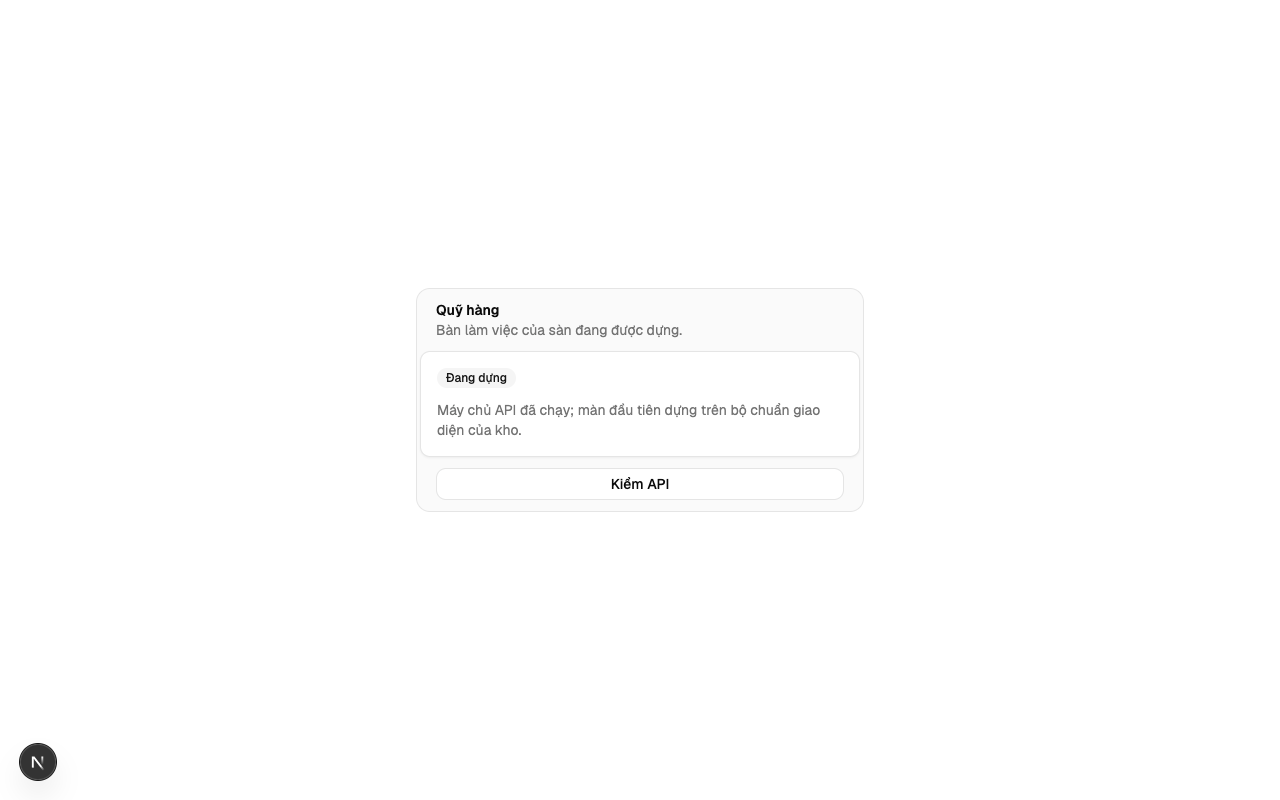 Quỹ hàng
Bàn làm việc của sàn đang được dựng.
Đang dựng
Máy chủ API đã chạy; màn đầu tiên dựng trên bộ chuẩn giao
diện của kho.
Kiểm API
N